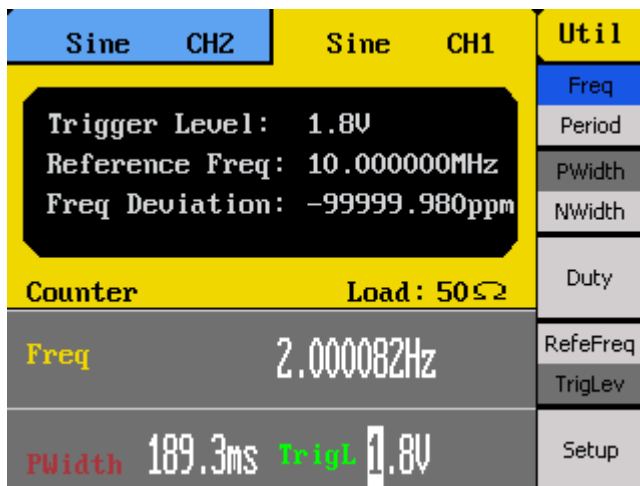 Sine CH2 Sine CH1 Util
Trigger Level: 1.8V
Reference Freq: 10.000000MHz
Freq Deviation: -99999.980ppm
Counter Load: 50Ω
Freq 2.000082Hz
PWidth 189.3ms TrigL 1.8V
Freq
Period
PWidth
NWidth
Duty
RefeFreq
TrigLev
Setup